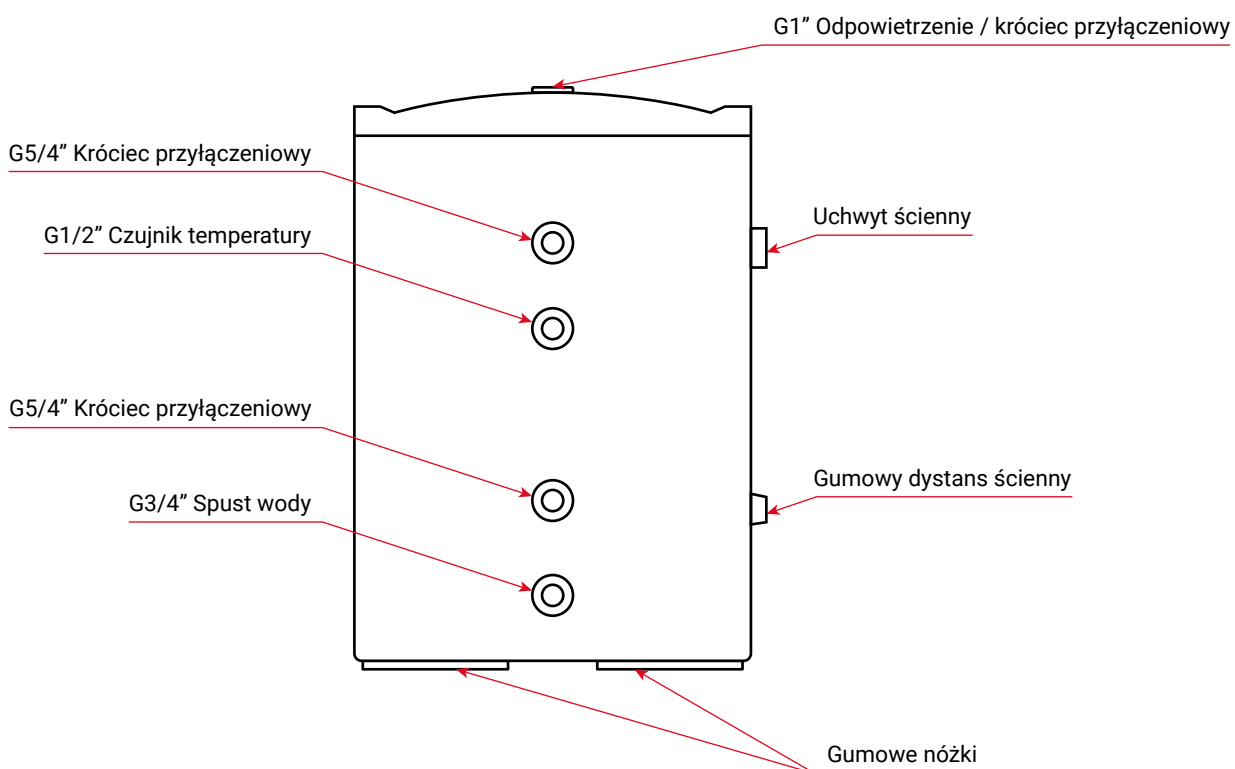 G1” Odpowietrzenie / króciec przyłączeniowy
G5/4” Króciec przyłączeniowy
Uchwyt ścienny
G1/2” Czujnik temperatury
G5/4” Króciec przyłączeniowy
Gumowy dystans ścienny
G3/4” Spust wody
Gumowe nóżki